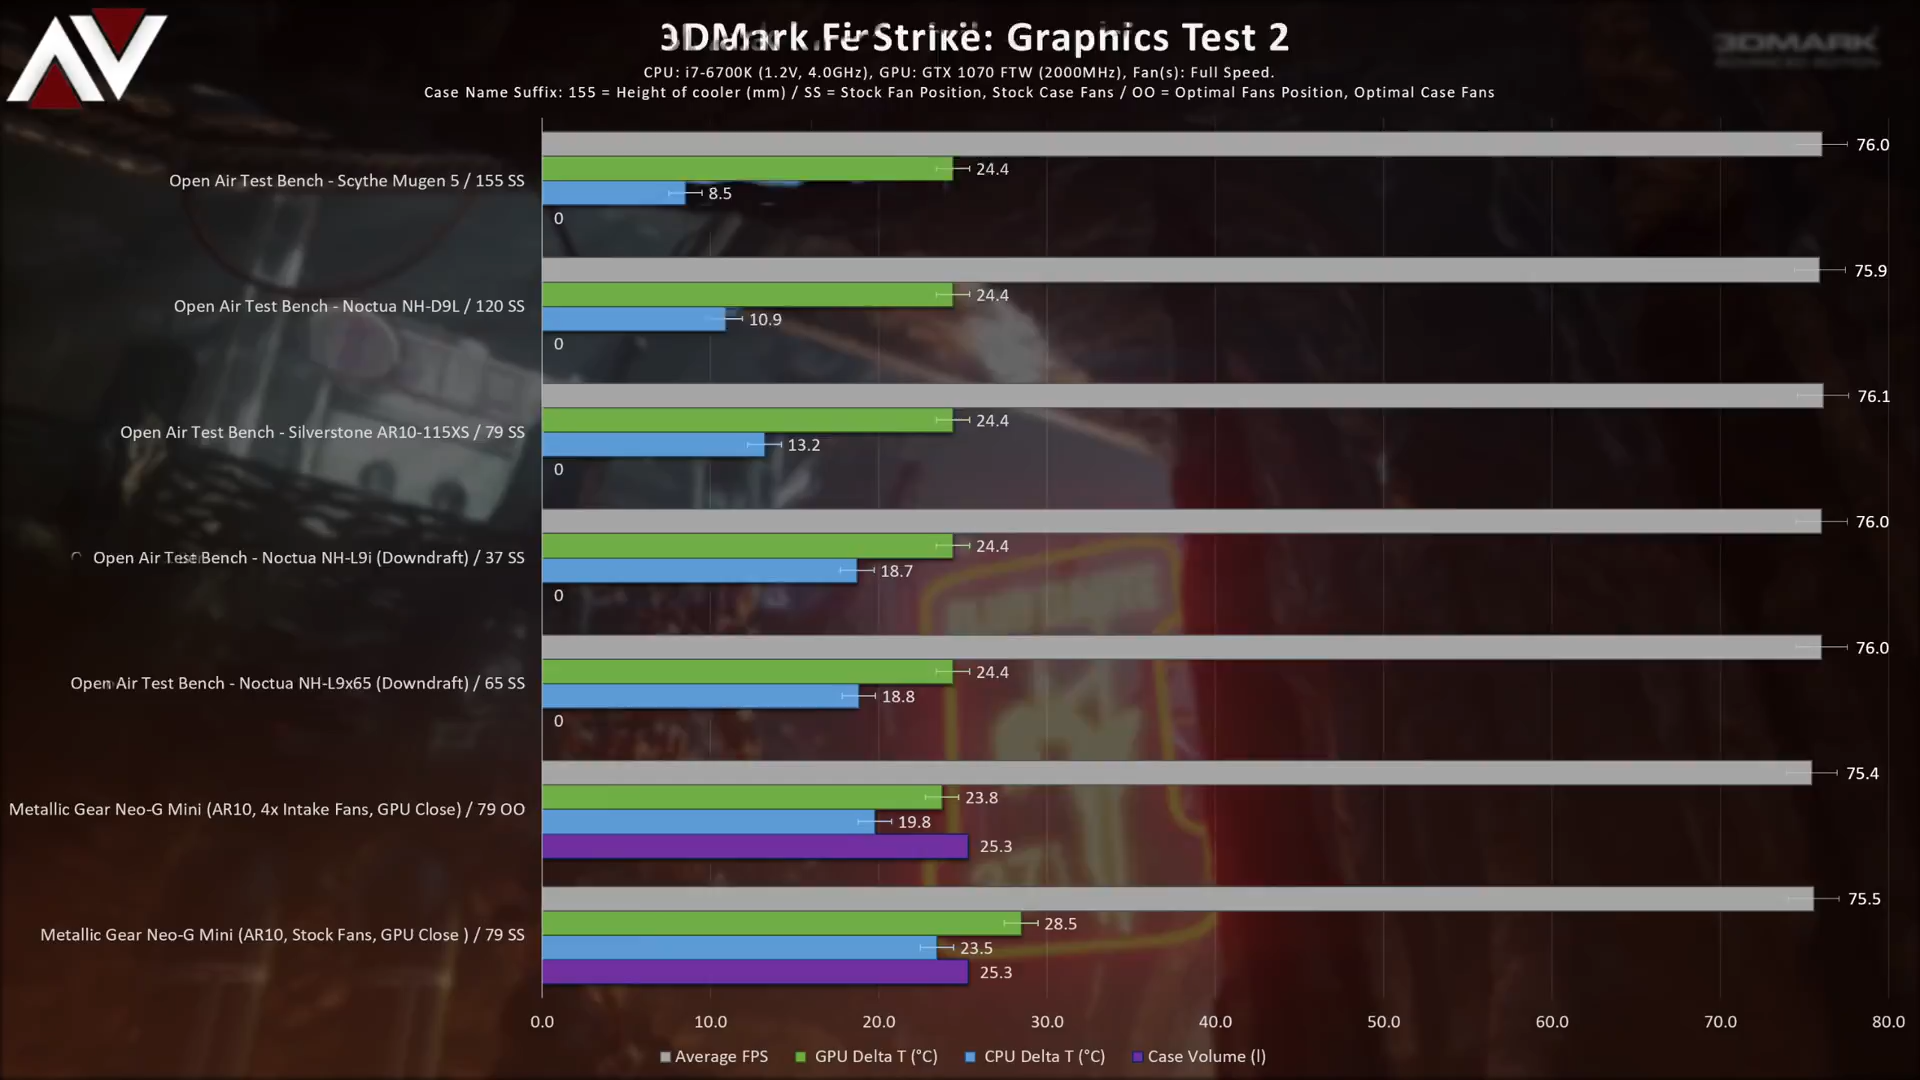 3DMark Fire Strike: Graphics Test 2
3DMARK
ADVANCED EDITION
CPU: i7-6700K (1.2V, 4.0GHz), GPU: GTX 1070 FTW (2000MHz), Fan(s): Full Speed.
Case Name Suffix: 155 = Height of cooler (mm) / SS = Stock Fan Position, Stock Case Fans / OO = Optimal Fans Position, Optimal Case Fans
Open Air Test Bench - Scythe Mugen 5 / 155 SS
76.0
24.4
8.5
0
Open Air Test Bench - Noctua NH-D9L / 120 SS
75.9
24.4
10.9
0
Open Air Test Bench - Silverstone AR10-115XS / 79 SS
76.1
24.4
13.2
0
Open Air Test Bench - Noctua NH-L9i (Downdraft) / 37 SS
76.0
24.4
18.7
0
Open Air Test Bench - Noctua NH-L9x65 (Downdraft) / 65 SS
76.0
24.4
18.8
0
Metallic Gear Neo-G Mini (AR10, 4x Intake Fans, GPU Close) / 79 OO
75.4
23.8
19.8
25.3
Metallic Gear Neo-G Mini (AR10, Stock Fans, GPU Close ) / 79 SS
75.5
28.5
23.5
25.3
0.0 10.0 20.0 30.0 40.0 50.0 60.0 70.0 80.0
Average FPS GPU Delta T (°C) CPU Delta T (°C) Case Volume (l)